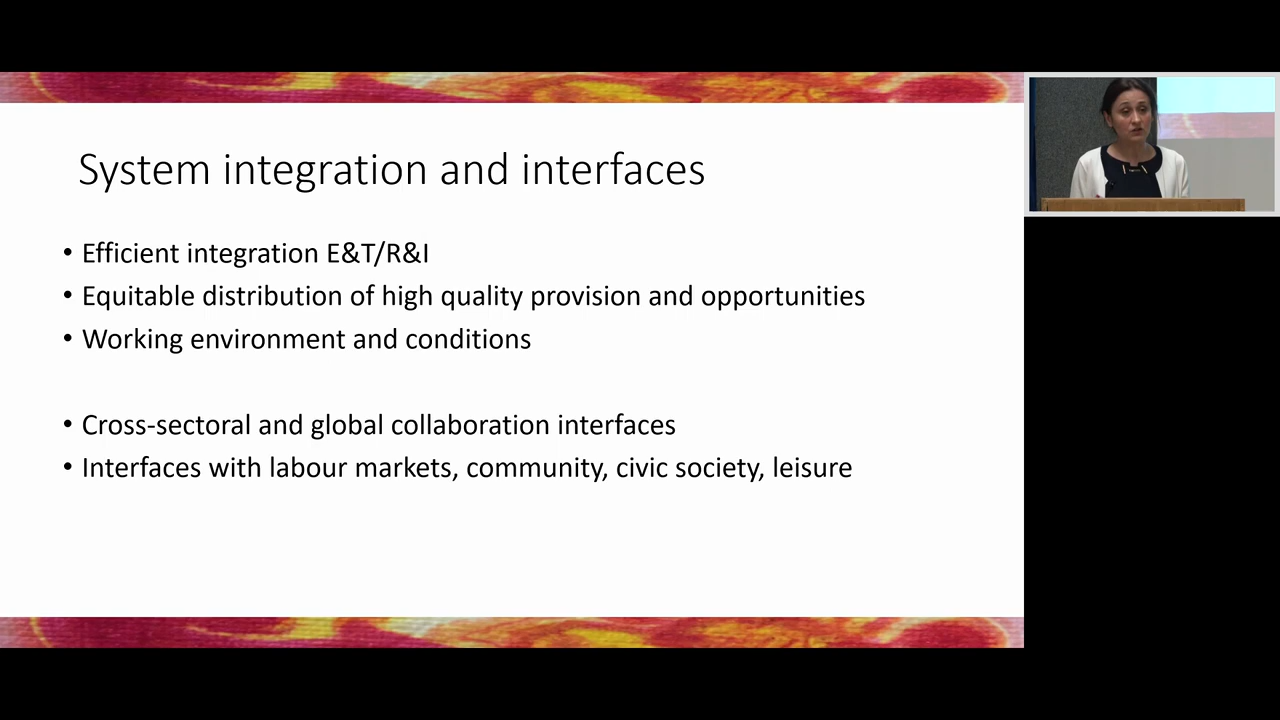 System integration and interfaces
• Efficient integration E&T/R&I
• Equitable distribution of high quality provision and opportunities
• Working environment and conditions
• Cross-sectoral and global collaboration interfaces
• Interfaces with labour markets, community, civic society, leisure